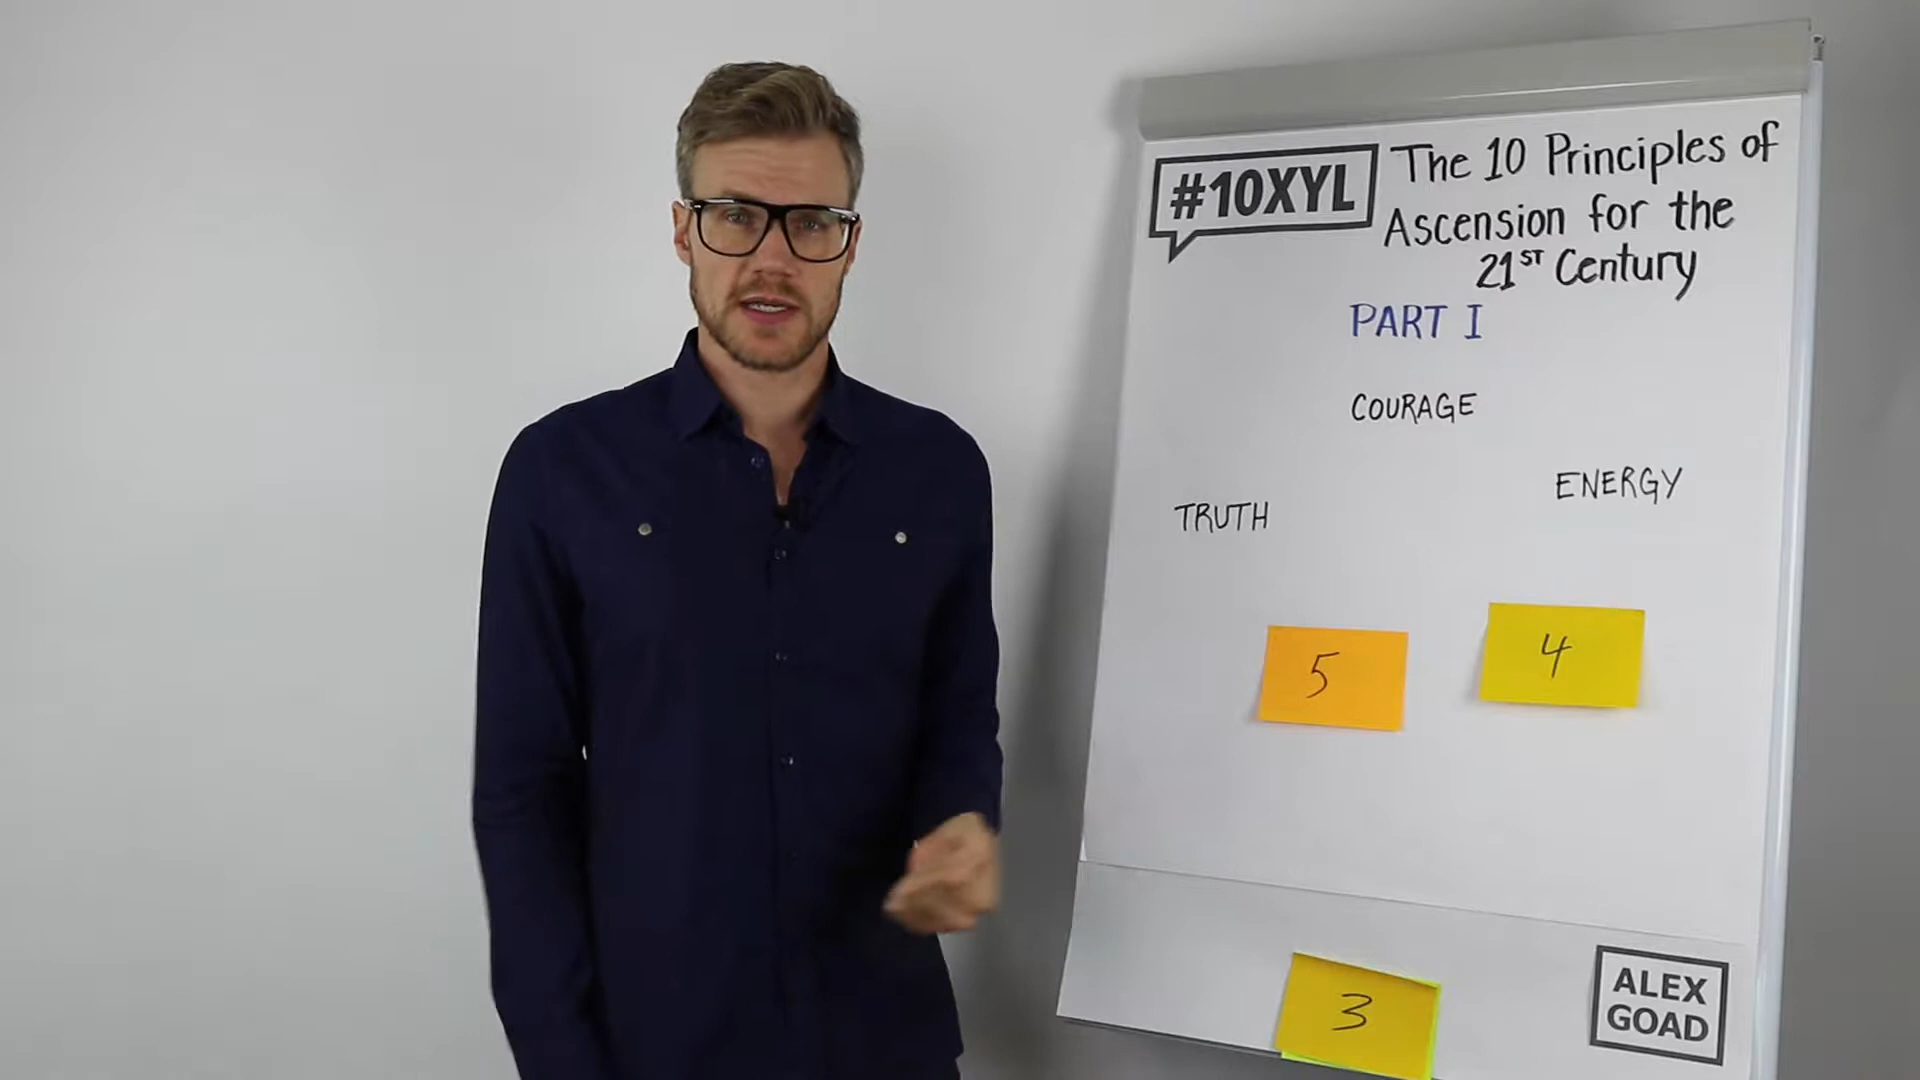 #10XYL
The 10 Principles of
Ascension for the
21ST Century
PART I
COURAGE
ENERGY
TRUTH
5
4
3
ALEX
GOAD